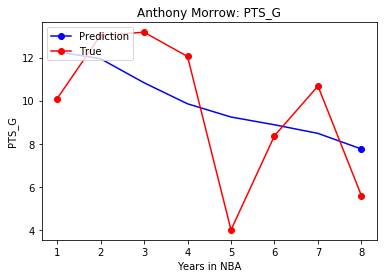 Anthony Morrow: PTS_G
Prediction
True
12
10
8
6
4
PTS_G
1 2 3 4 5 6 7 8
Years in NBA